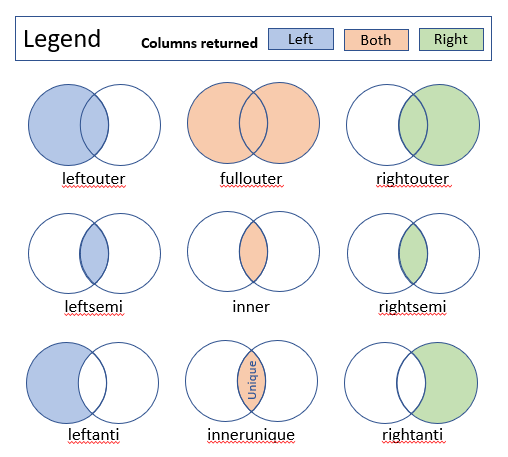 Legend
Columns returned
Left
Both
Right
leftouter
fullouter
rightouter
leftsemi
inner
rightsemi
Unique
leftanti
innerunique
rightanti